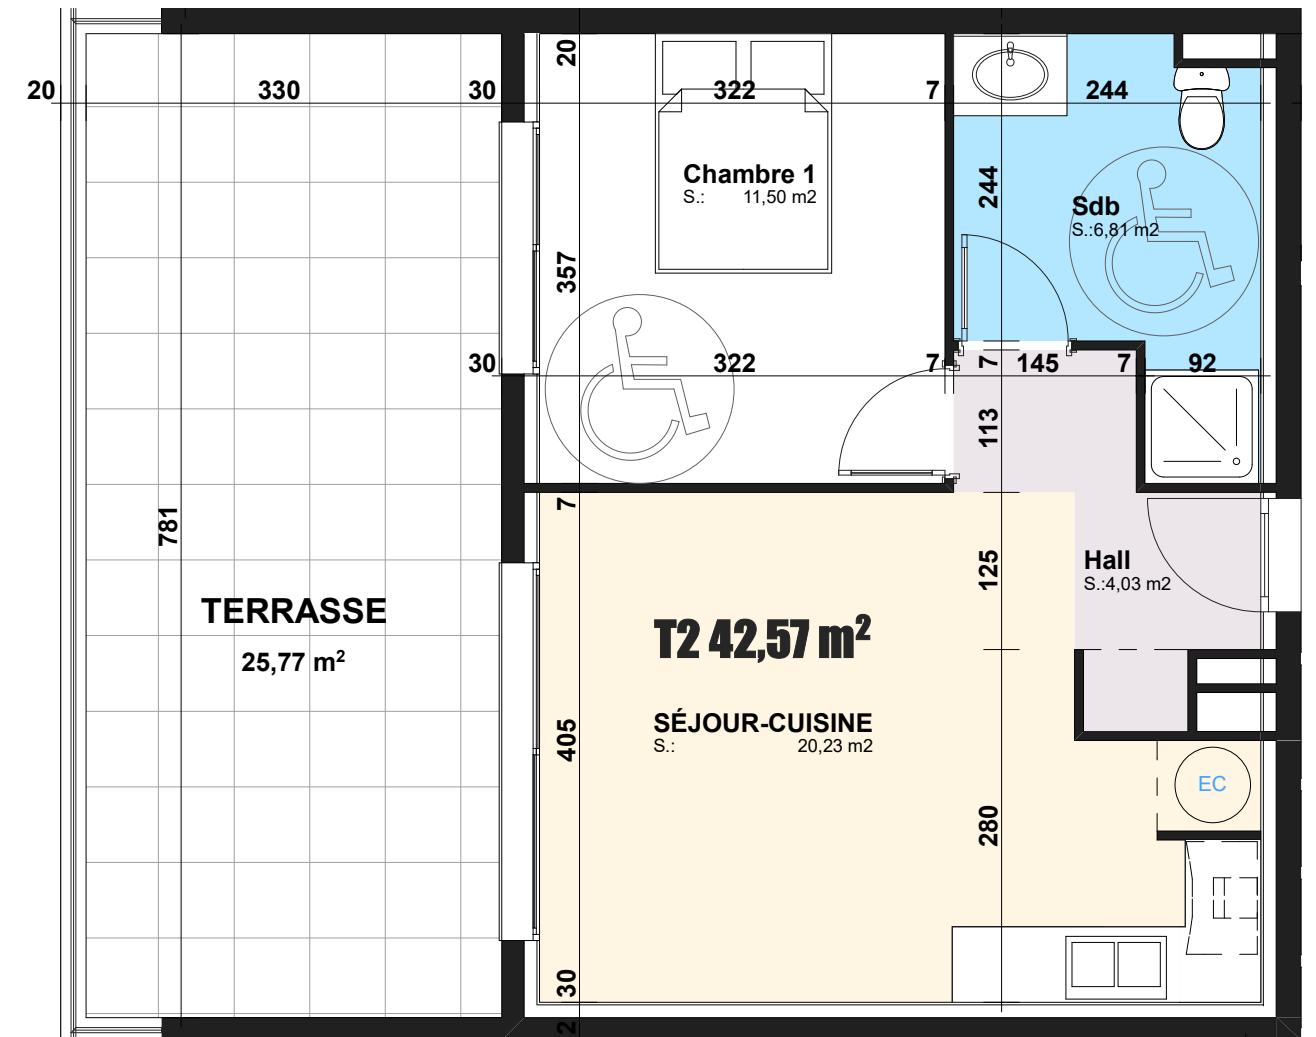 20
20 330 30 322 7 244
Chambre 1
S.: 11,50 m2
244
Sdb
S.:6,81 m2
357
30 322 7 7 145 7 92
113
7
781
125
Hall
S.:4,03 m2
TERRASSE
25,77 m²
T2 42,57 m²
SÉJOUR-CUISINE
S.: 20,23 m2
405
EC
280
30
2